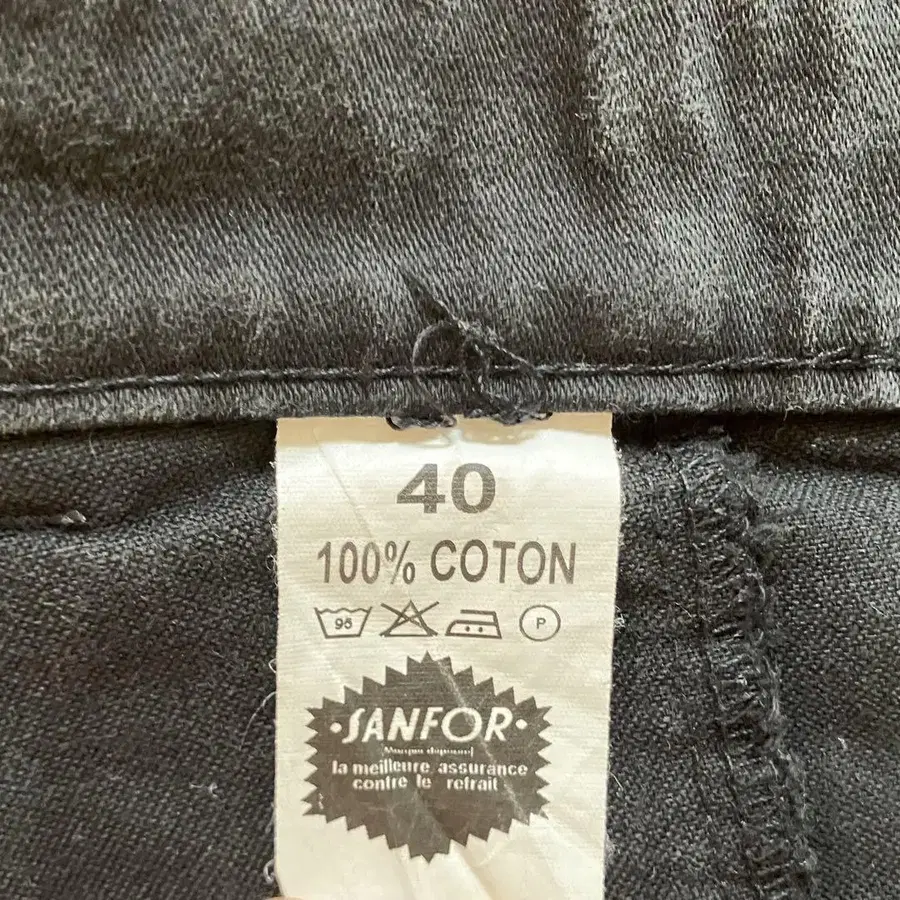 40
100% COTON
95 P
SANFOR
la meilleure assurance
contre le retrait